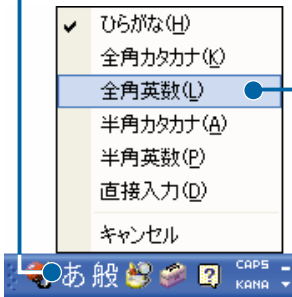 ひらがな(H)
全角カタカナ(K)
全角英数(L)
半角カタカナ(A)
半角英数(P)
直接入力(D)
キャンセル
あ 般 ? CAPS
KANA